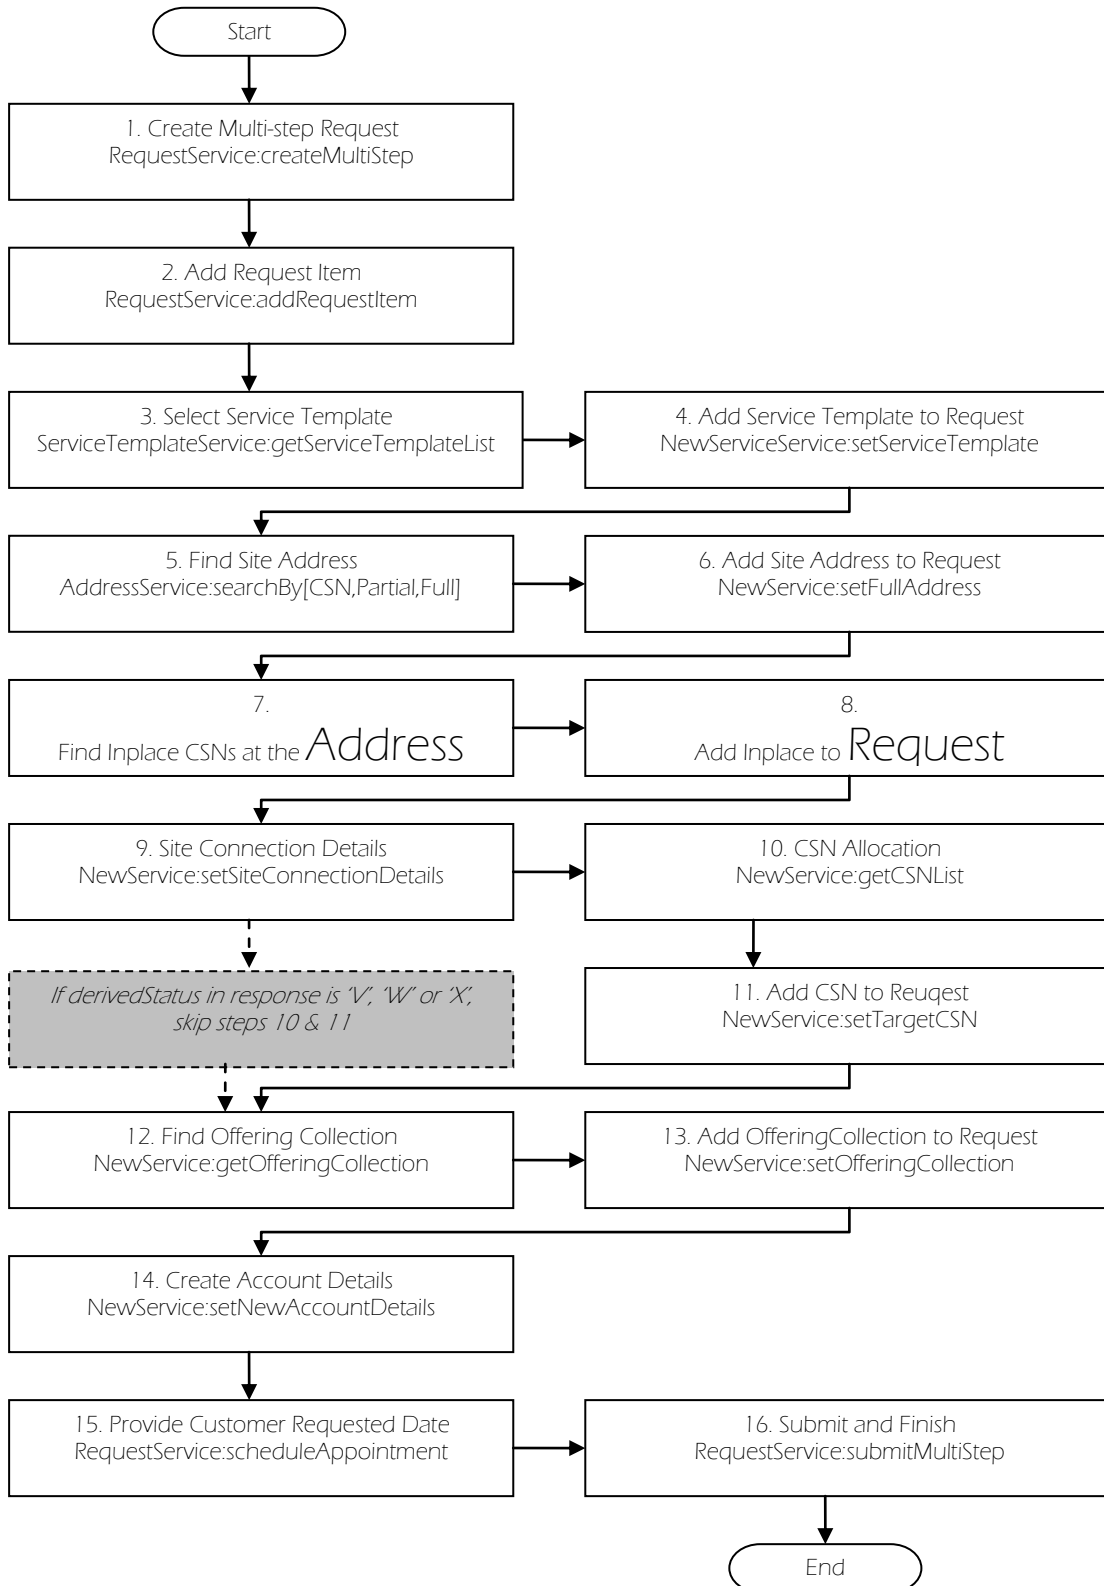 Start
1. Create Multi-step Request
RequestService:createMultiStep
2. Add Request Item
RequestService:addRequestItem
3. Select Service Template
ServiceTemplateService:getServiceTemplateList
4. Add Service Template to Request
NewServiceService:setServiceTemplate
5. Find Site Address
AddressService:searchBy[CSN,Partial,Full]
6. Add Site Address to Request
NewService:setFullAddress
7.
Find Inplace CSNs at the Address
8.
Add Inplace to Request
9. Site Connection Details
NewService:setSiteConnectionDetails
10. CSN Allocation
NewService:getCSNList
If derivedStatus in response is ‘V’, ‘W’ or ‘X’,
skip steps 10 & 11
11. Add CSN to Reuqest
NewService:setTargetCSN
12. Find Offering Collection
NewService:getOfferingCollection
13. Add OfferingCollection to Request
NewService:setOfferingCollection
14. Create Account Details
NewService:setNewAccountDetails
15. Provide Customer Requested Date
RequestService:scheduleAppointment
16. Submit and Finish
RequestService:submitMultiStep
End